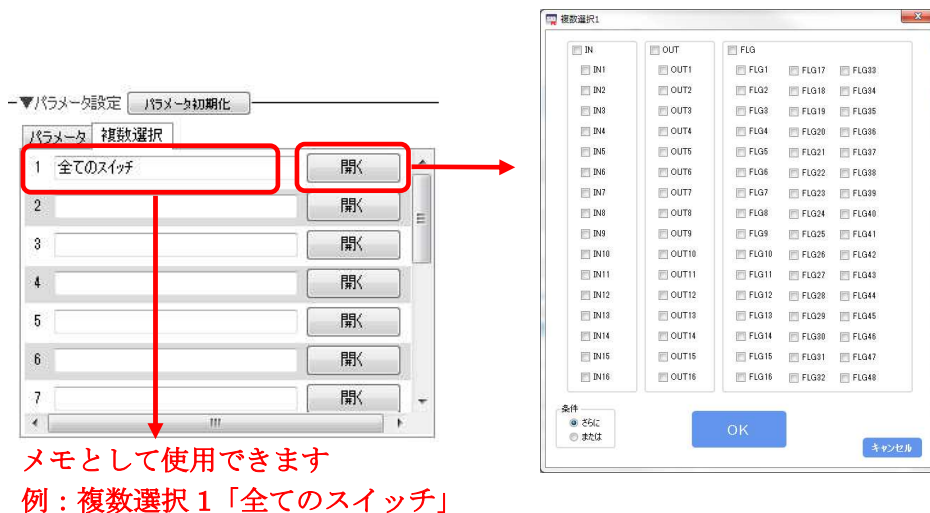 ▼パラメータ設定 パラメータ初期化
パラメータ 複数選択
1 全てのスイッチ 開く
2 開く
3 開く
4 開く
5 開く
6 開く
7 開く
メモとして使用できます
例：複数選択１「全てのスイッチ」
複数選択1
IN OUT FLG
IN1 OUT1 FLG1 FLG17 FLG33
IN2 OUT2 FLG2 FLG18 FLG34
IN3 OUT3 FLG3 FLG19 FLG35
IN4 OUT4 FLG4 FLG20 FLG36
IN5 OUT5 FLG5 FLG21 FLG37
IN6 OUT6 FLG6 FLG22 FLG38
IN7 OUT7 FLG7 FLG23 FLG39
IN8 OUT8 FLG8 FLG24 FLG40
IN9 OUT9 FLG9 FLG25 FLG41
IN10 OUT10 FLG10 FLG26 FLG42
IN11 OUT11 FLG11 FLG27 FLG43
IN12 OUT12 FLG12 FLG28 FLG44
IN13 OUT13 FLG13 FLG29 FLG45
IN14 OUT14 FLG14 FLG30 FLG46
IN15 OUT15 FLG15 FLG31 FLG47
IN16 OUT16 FLG16 FLG32 FLG48
条件
さらに
または
OK
キャンセル